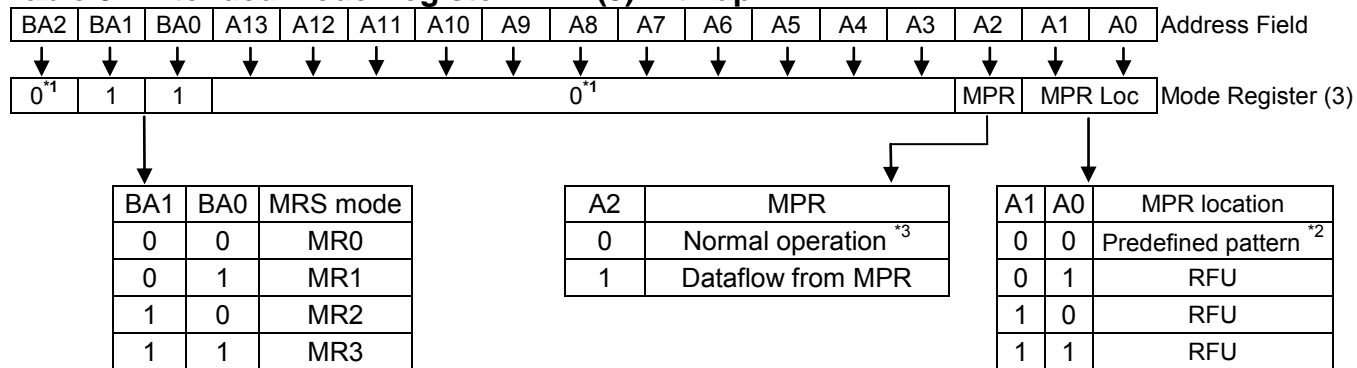 BA2 BA1 BA0 A13 A12 A11 A10 A9 A8 A7 A6 A5 A4 A3 A2 A1 A0 Address Field
0*1 1 1 0*1 MPR MPR Loc Mode Register (3)
BA1 BA0 MRS mode
0 0 MR0
0 1 MR1
1 0 MR2
1 1 MR3
A2 MPR
0 Normal operation *3
1 Dataflow from MPR
A1 A0 MPR location
0 0 Predefined pattern *2
0 1 RFU
1 0 RFU
1 1 RFU